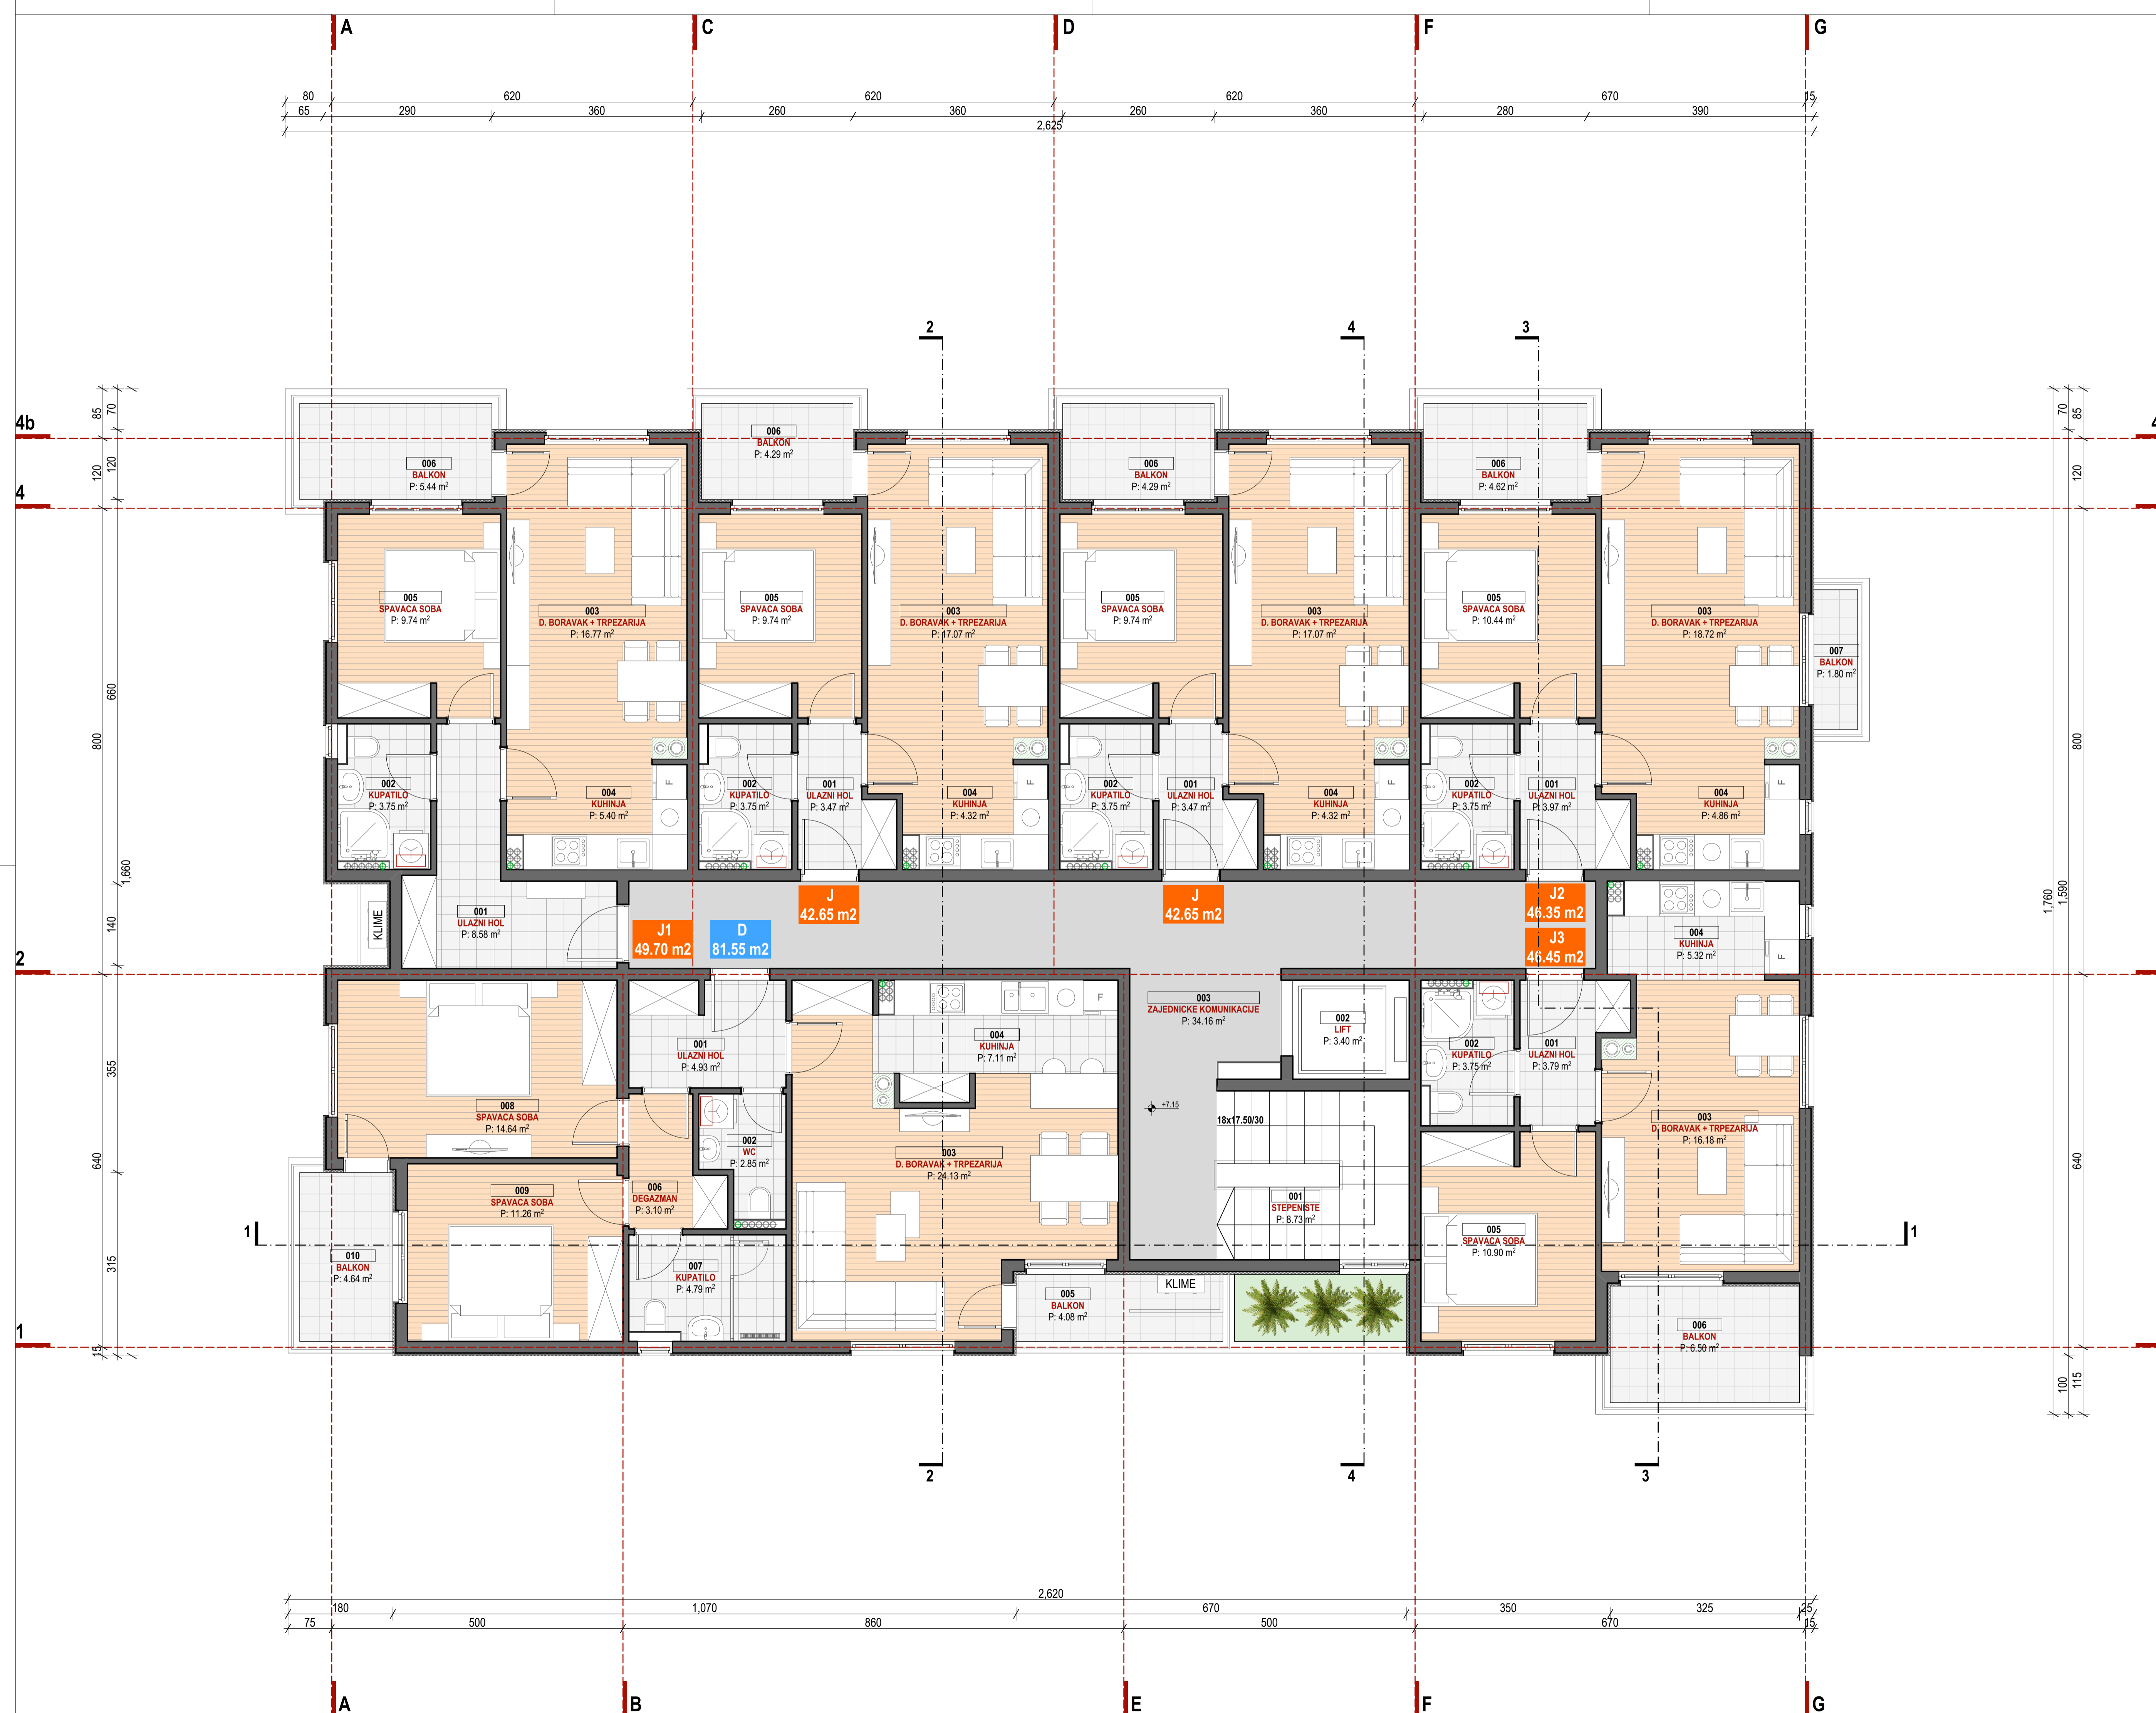 A
C
D
F
G
80
620
620
620
670
15
65
290
360
260
360
260
360
280
390
2,625
2
4
3
4b
4
2
1
85
70
120
120
660
800
1,660
140
355
640
315
15
70
85
120
800
1,760
1,590
640
100
115
4
006
BALKON
P: 5.44 m²
006
BALKON
P: 4.29 m²
006
BALKON
P: 4.29 m²
006
BALKON
P: 4.62 m²
005
SPAVACA SOBA
P: 9.74 m²
003
D. BORAVAK + TRPEZARIJA
P: 16.77 m²
005
SPAVACA SOBA
P: 9.74 m²
003
D. BORAVAK + TRPEZARIJA
P: 17.07 m²
005
SPAVACA SOBA
P: 9.74 m²
003
D. BORAVAK + TRPEZARIJA
P: 17.07 m²
005
SPAVACA SOBA
P: 10.44 m²
003
D. BORAVAK + TRPEZARIJA
P: 18.72 m²
007
BALKON
P: 1.80 m²
002
KUPATILO
P: 3.75 m²
004
KUHINJA
P: 5.40 m²
F
002
KUPATILO
P: 3.75 m²
001
ULAZNI HOL
P: 3.47 m²
004
KUHINJA
P: 4.32 m²
F
002
KUPATILO
P: 3.75 m²
001
ULAZNI HOL
P: 3.47 m²
004
KUHINJA
P: 4.32 m²
F
002
KUPATILO
P: 3.75 m²
001
ULAZNI HOL
P: 3.97 m²
004
KUHINJA
P: 4.86 m²
F
KLIME
001
ULAZNI HOL
P: 8.58 m²
J1
49.70 m2
D
81.55 m2
J
42.65 m2
J
42.65 m2
J2
46.35 m2
J3
46.45 m2
004
KUHINJA
P: 5.32 m²
F
003
ZAJEDNICKE KOMUNIKACIJE
P: 34.16 m²
002
LIFT
P: 3.40 m²
001
ULAZNI HOL
P: 4.93 m²
004
KUHINJA
P: 7.11 m²
F
002
KUPATILO
P: 3.75 m²
001
ULAZNI HOL
P: 3.79 m²
008
SPAVACA SOBA
P: 14.64 m²
+7.15
18x17.50/30
003
D. BORAVAK + TRPEZARIJA
P: 16.18 m²
002
WC
P: 2.85 m²
003
D. BORAVAK + TRPEZARIJA
P: 24.13 m²
009
SPAVACA SOBA
P: 11.26 m²
006
DEGAZMAN
P: 3.10 m²
001
STEPENISTE
P: 8.73 m²
005
SPAVACA SOBA
P: 10.90 m²
1
1
010
BALKON
P: 4.64 m²
007
KUPATILO
P: 4.79 m²
005
BALKON
P: 4.08 m²
KLIME
006
BALKON
P: 6.50 m²
2
4
3
2,620
180
1,070
670
350
325
25
75
500
860
500
670
15
A
B
E
F
G